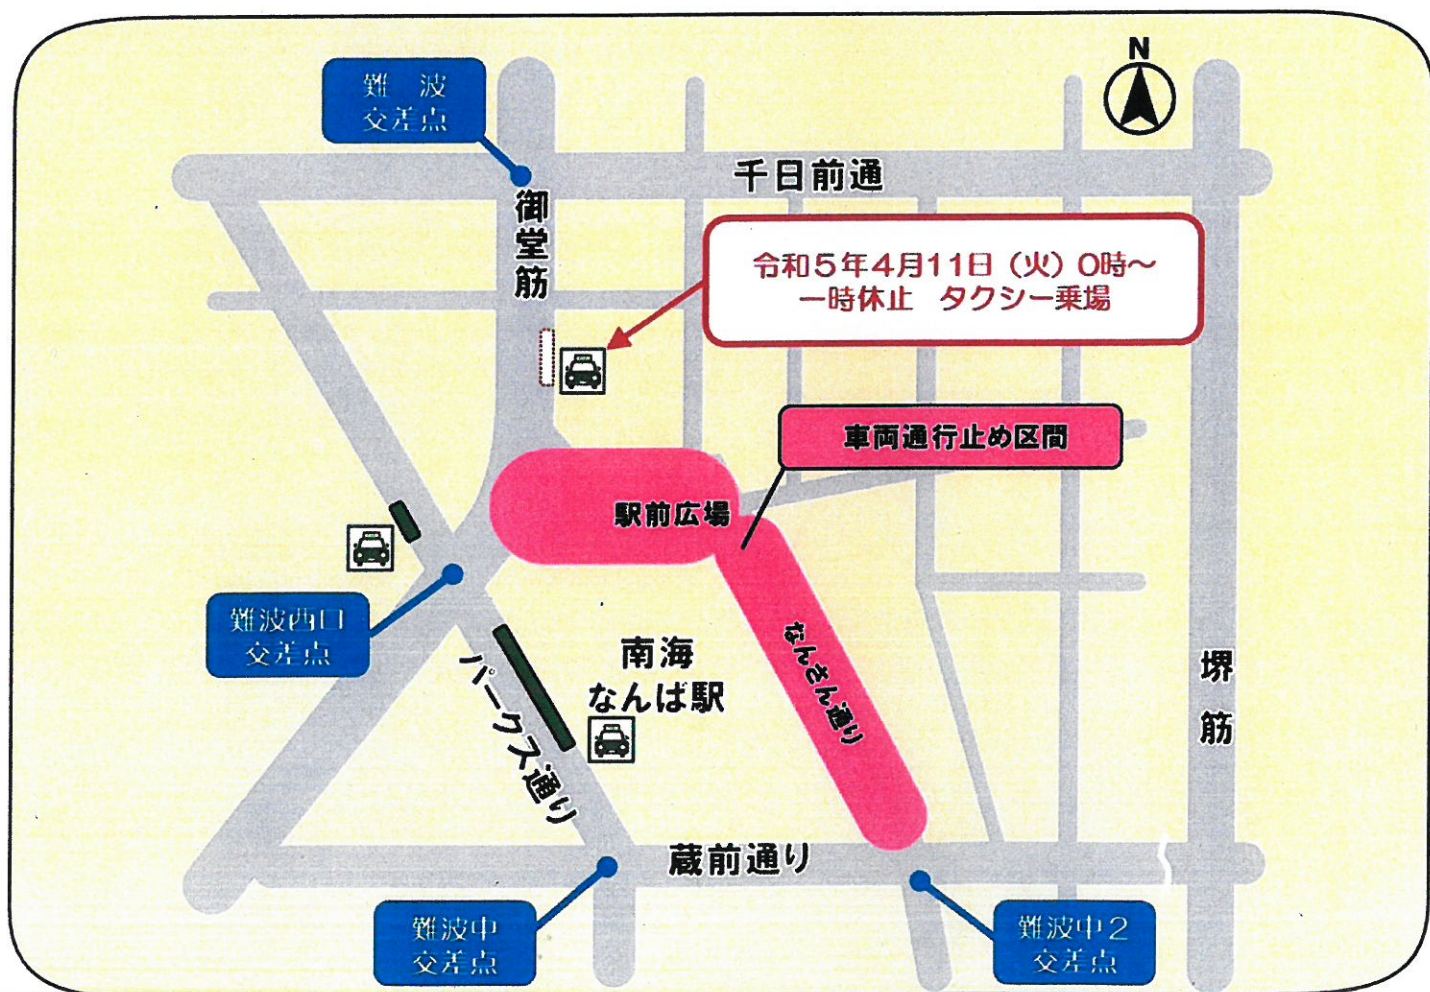 N
難 波
交差点
千日前通
御堂筋
令和5年4月11日（火）0時～
一時休止 タクシー乗場
車両通行止め区間
駅前広場
難波西口
交差点
南海
なんば駅
なんさん通り
パークス通り
堺筋
蔵前通り
難波中
交差点
難波中2
交差点